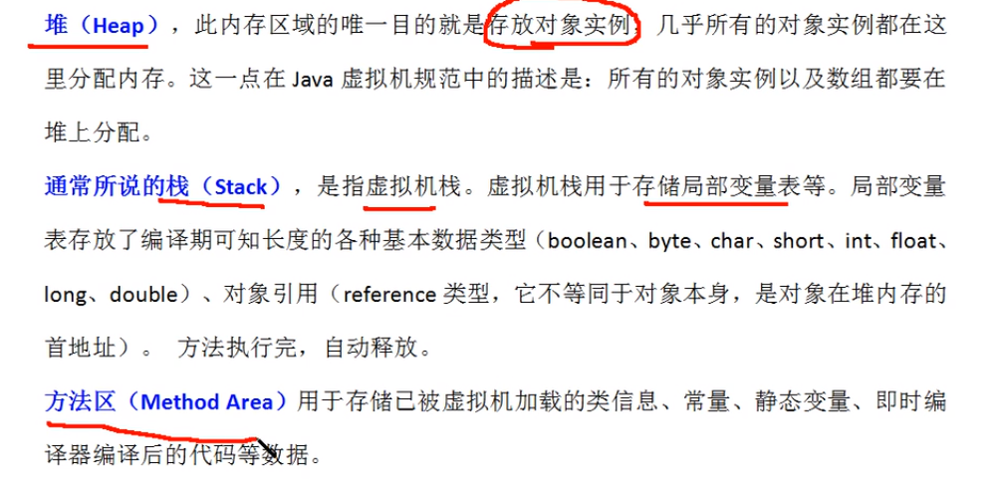 堆（Heap），此内存区域的唯一目的就是存放对象实例，几乎所有的对象实例都在这
里分配内存。这一点在 Java 虚拟机规范中的描述是：所有的对象实例以及数组都要在
堆上分配。
通常所说的栈（Stack），是指虚拟机栈。虚拟机栈用于存储局部变量表等。局部变量
表存放了编译期可知长度的各种基本数据类型（boolean、byte、char、short、int、float、
long、double）、对象引用（reference 类型，它不等同于对象本身，是对象在堆内存的
首地址）。 方法执行完，自动释放。
方法区（Method Area）用于存储已被虚拟机加载的类信息、常量、静态变量、即时编
译器编译后的代码等数据。